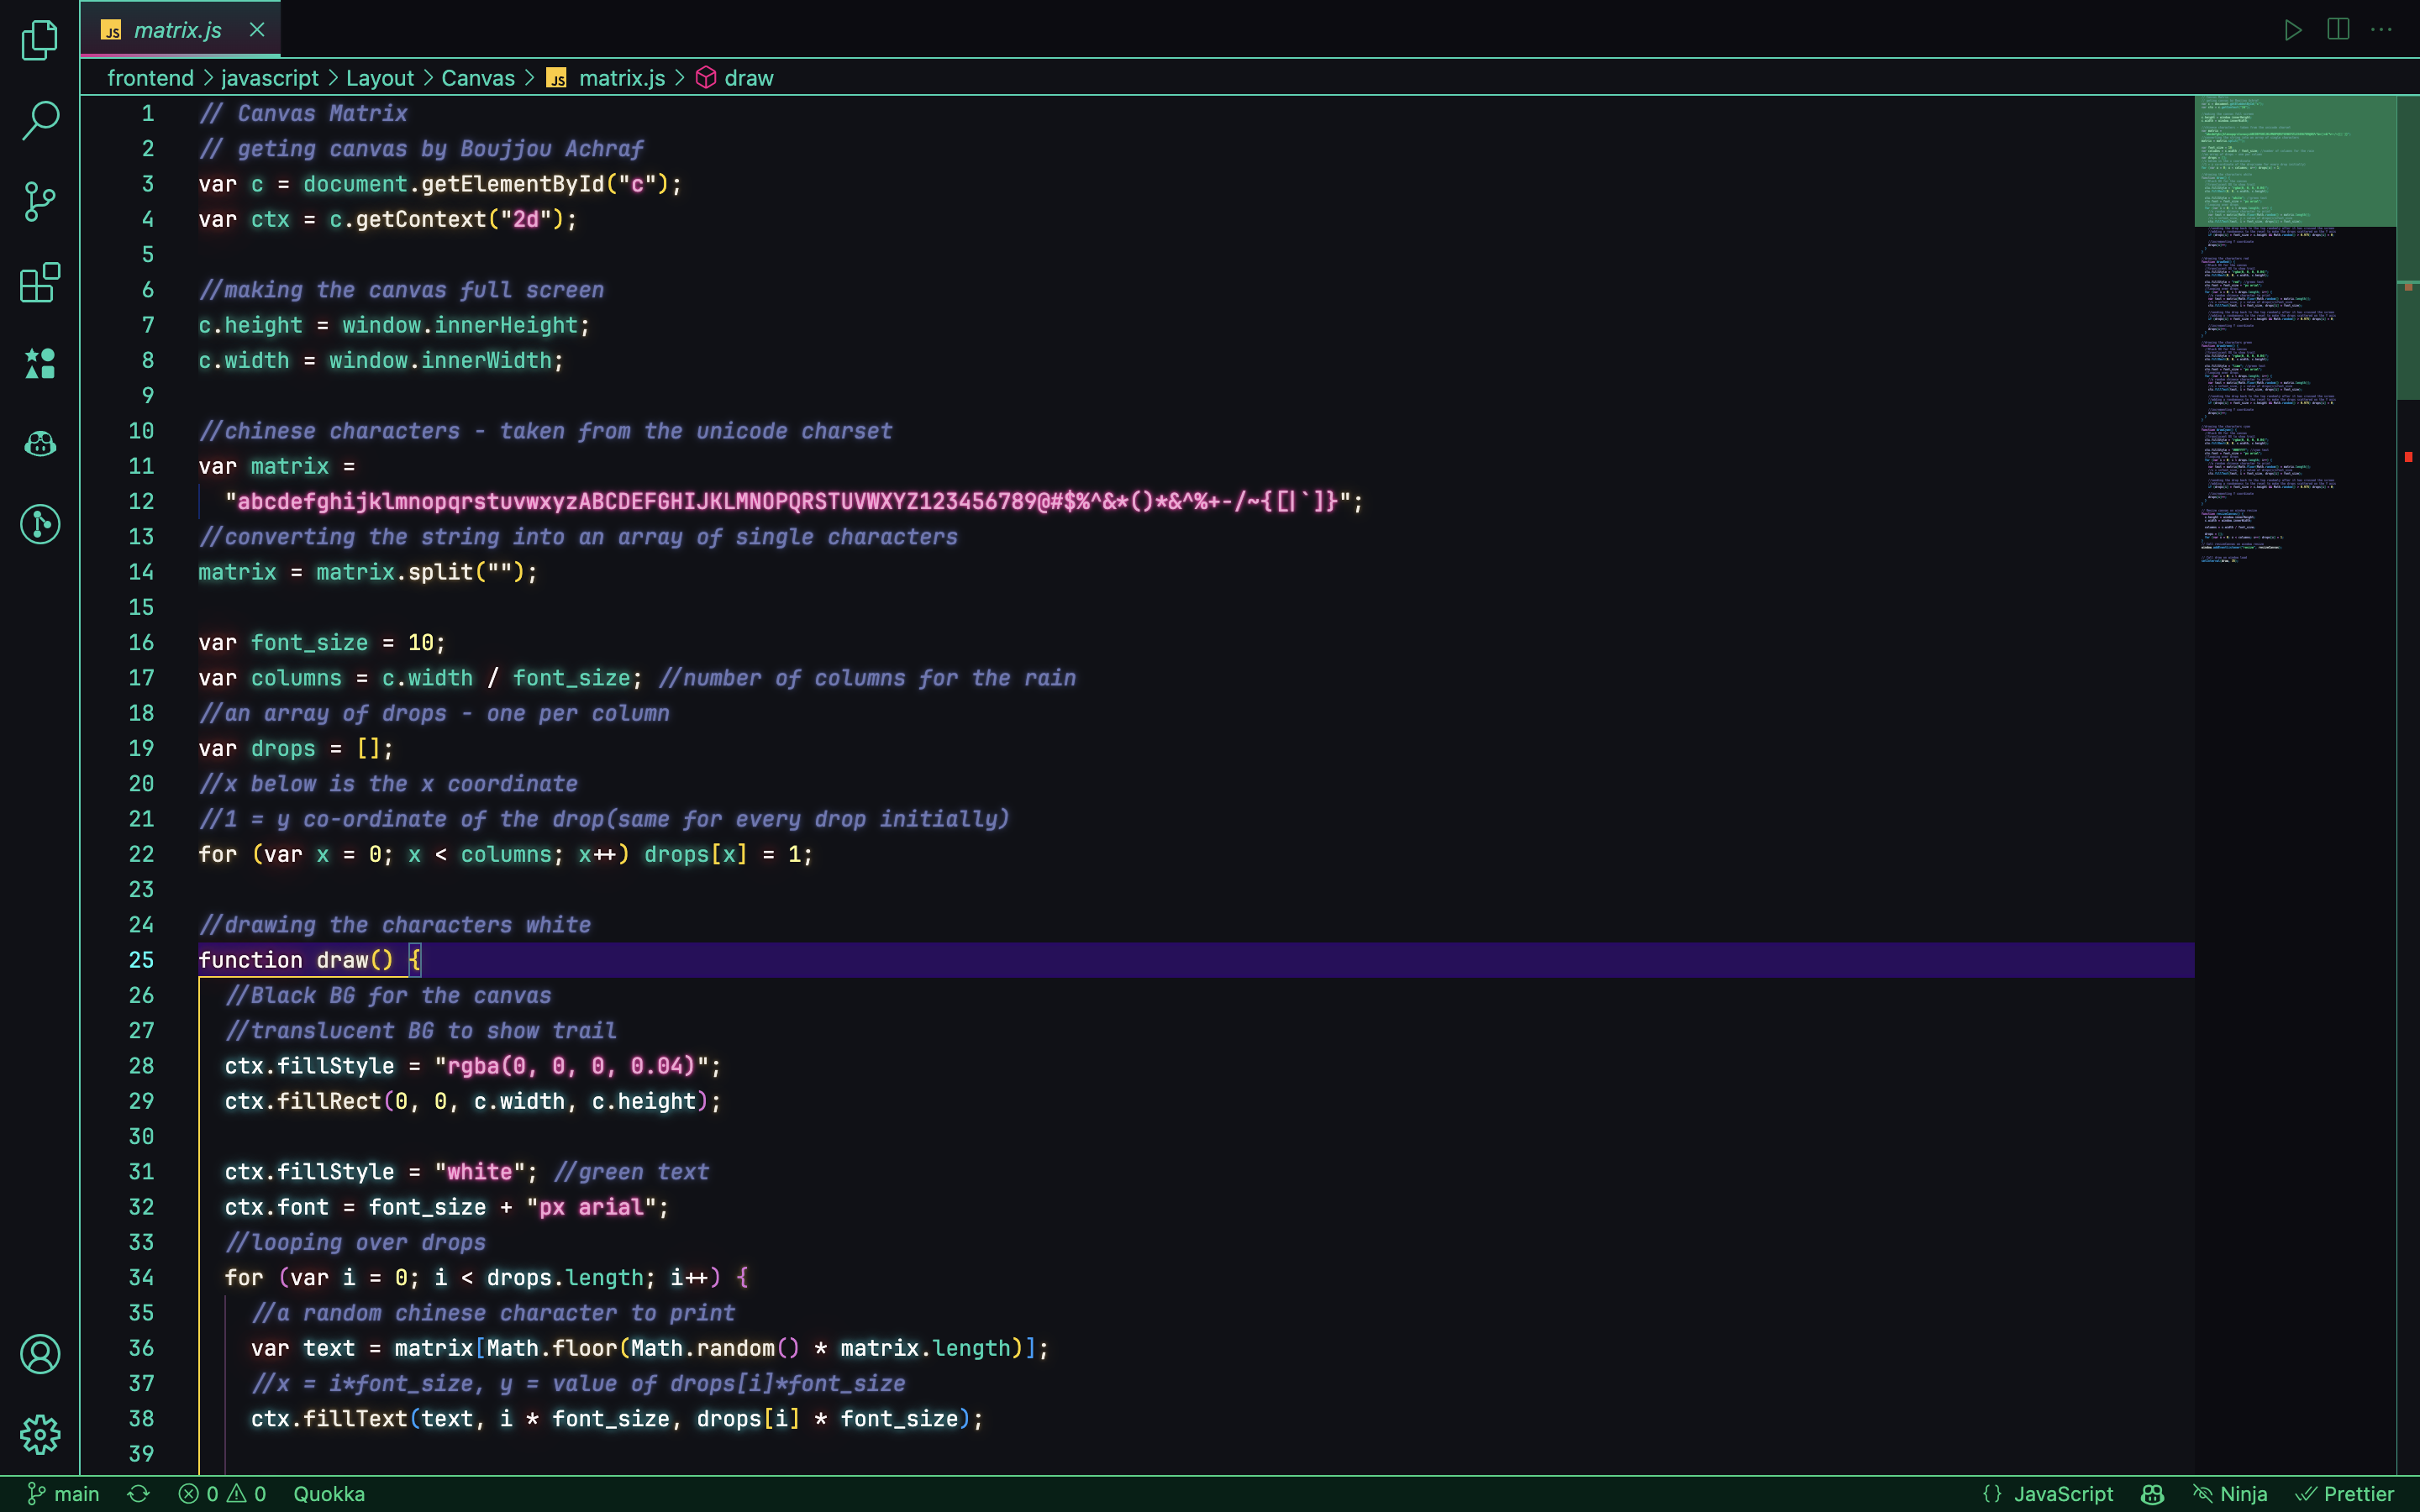 JS matrix.js
frontend > javascript > Layout > Canvas > JS matrix.js > draw
1 // Canvas Matrix
2 // geting canvas by Boujjou Achraf
3 var c = document.getElementById("c");
4 var ctx = c.getContext("2d");
5
6 //making the canvas full screen
7 c.height = window.innerHeight;
8 c.width = window.innerWidth;
9
10 //chinese characters - taken from the unicode charset
11 var matrix =
12 "abcdefghijklmnopqrstuvwxyzABCDEFGHIJKLMNOPQRSTUVWXYZ123456789@#$%^&*()*&^%+-/~{[|`]}";
13 //converting the string into an array of single characters
14 matrix = matrix.split("");
15
16 var font_size = 10;
17 var columns = c.width / font_size; //number of columns for the rain
18 //an array of drops - one per column
19 var drops = [];
20 //x below is the x coordinate
21 //1 = y co-ordinate of the drop(same for every drop initially)
22 for (var x = 0; x < columns; x++) drops[x] = 1;
23
24 //drawing the characters white
25 function draw() {
26 //Black BG for the canvas
27 //translucent BG to show trail
28 ctx.fillStyle = "rgba(0, 0, 0, 0.04)";
29 ctx.fillRect(0, 0, c.width, c.height);
30
31 ctx.fillStyle = "white"; //green text
32 ctx.font = font_size + "px arial";
33 //looping over drops
34 for (var i = 0; i < drops.length; i++) {
35 //a random chinese character to print
36 var text = matrix[Math.floor(Math.random() * matrix.length)];
37 //x = i*font_size, y = value of drops[i]*font_size
38 ctx.fillText(text, i * font_size, drops[i] * font_size);
39
main 0 0 Quokka {} JavaScript Ninja Prettier